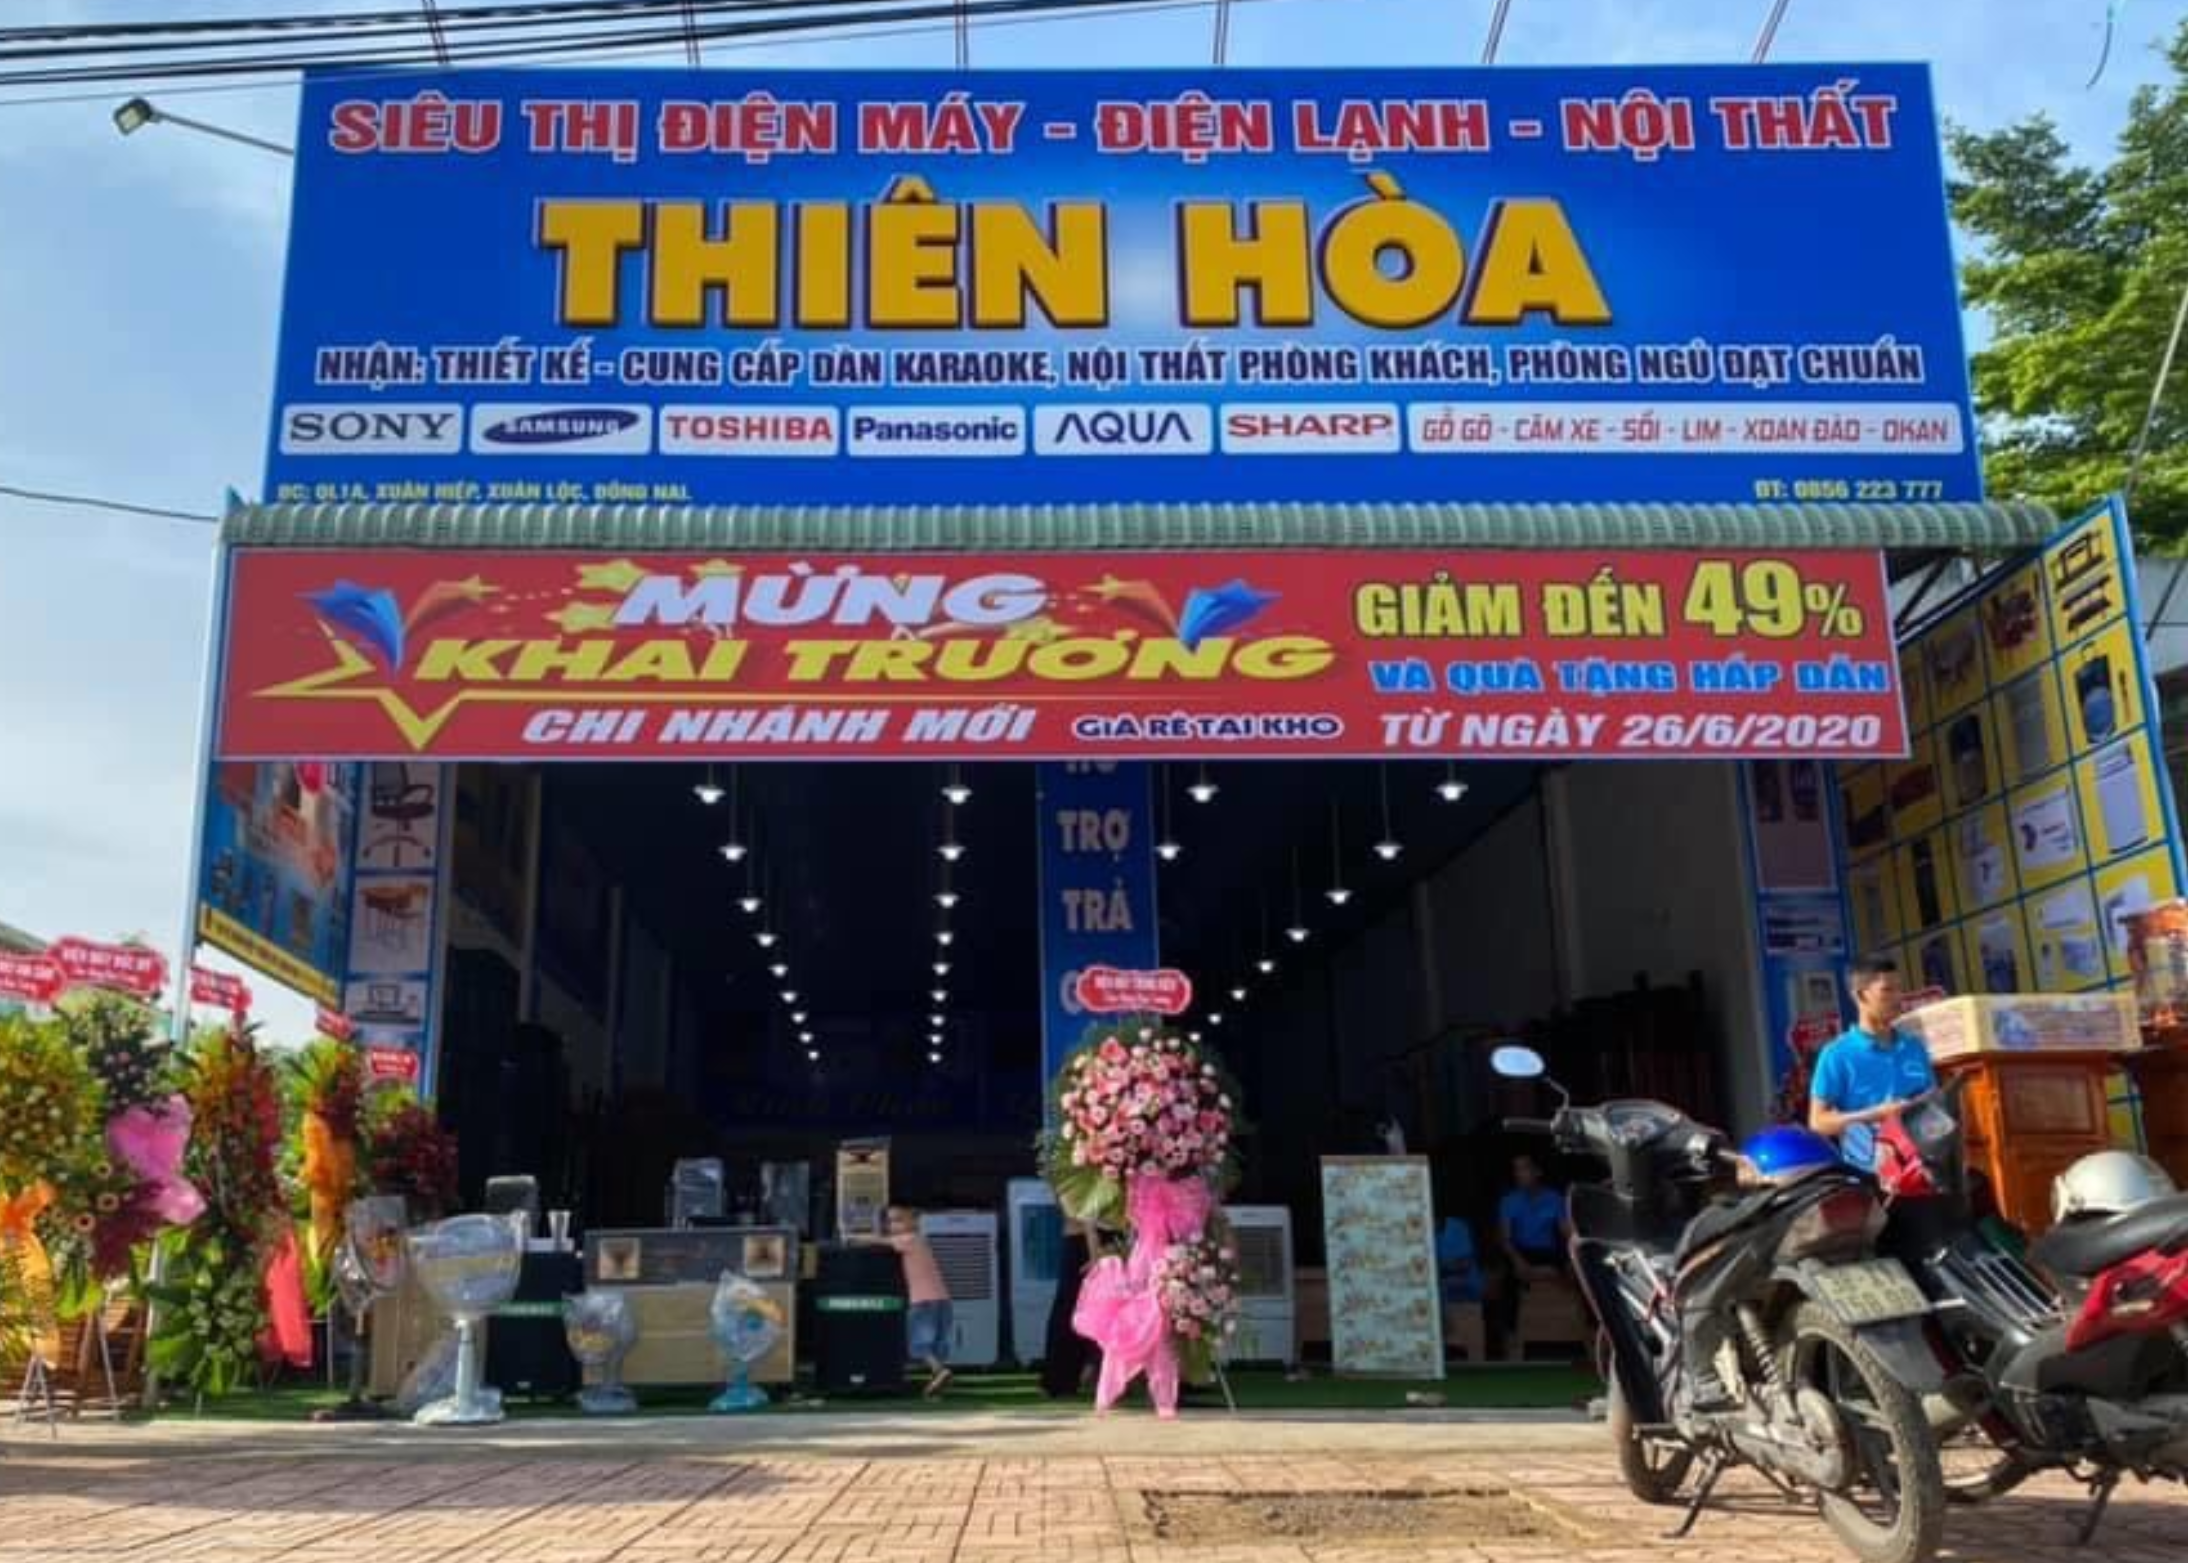 SIÊU THỊ ĐIỆN MÁY - ĐIỆN LẠNH - NỘI THẤT
THIÊN HÒA
NHẬN: THIẾT KẾ - CUNG CẤP DÀN KARAOKE, NỘI THẤT PHÒNG KHÁCH, PHÒNG NGỦ ĐẠT CHUẨN
SONY SAMSUNG TOSHIBA Panasonic AQUA SHARP GÕ GÕ - CĂM XE - SỒI - LIM - XOAN ĐÀO - OKAN
ĐC: QL1A, XUÂN HIỆP, XUÂN LỘC, ĐỒNG NAI. ĐT: 0856 223 777
MỪNG
KHAI TRƯƠNG
CHI NHÁNH MỚI GIÁ RẺ TẠI KHO
GIẢM ĐẾN 49%
VÀ QUÀ TẶNG HẤP DẪN
TỪ NGÀY 26/6/2020
TRỢ
TRẢ